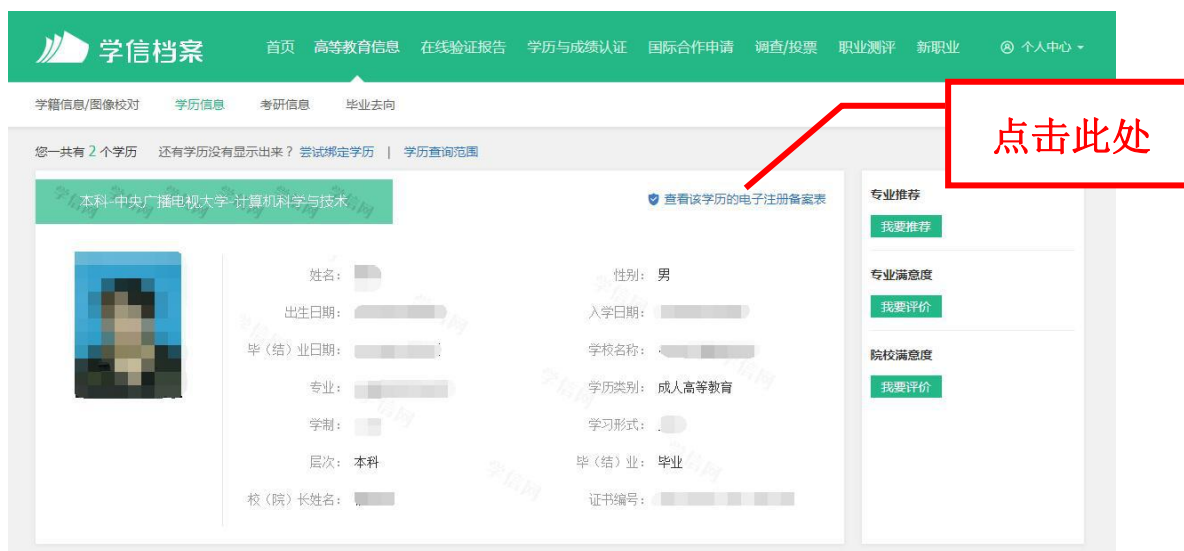 学信档案 首页 高等教育信息 在线验证报告 学历与成绩认证 国际合作申请 调查/投票 职业测评 新职业 个人中心
学籍信息/图像校对 学历信息 考研信息 毕业去向
点击此处
您一共有 2 个学历 还有学历没有显示出来？尝试绑定学历 | 学历查询范围
本科-中央广播电视大学-计算机科学与技术 查看该学历的电子注册备案表
专业推荐
我要推荐
姓名： 性别： 男
专业满意度
出生日期： 入学日期：
我要评价
毕（结）业日期： 学校名称：
院校满意度
专业： 学历类别： 成人高等教育
我要评价
学制： 学习形式：
层次： 本科 毕（结）业： 毕业
校（院）长姓名： 证书编号：
学信网